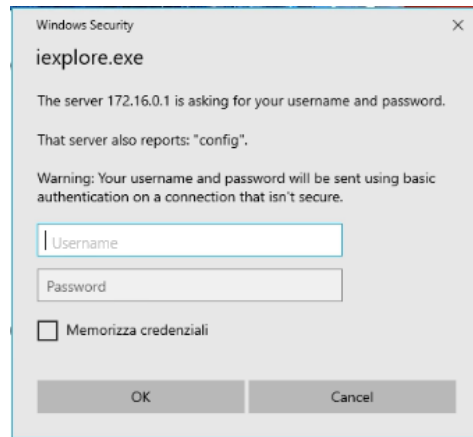 Windows Security
iexplore.exe
The server 172.16.0.1 is asking for your username and password.
That server also reports: "config".
Warning: Your username and password will be sent using basic
authentication on a connection that isn't secure.
Username
Password
Memorizza credenziali
OK
Cancel